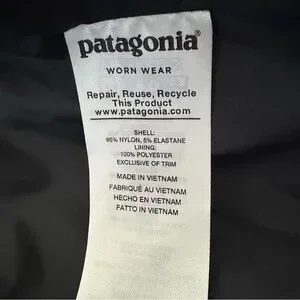 patagonia®
WORN WEAR
Repair, Reuse, Recycle
This Product
www.patagonia.com
SHELL:
95% NYLON, 5% ELASTANE
LINING:
100% POLYESTER
EXCLUSIVE OF TRIM
MADE IN VIETNAM
FABRIQUÉ AU VIETNAM
HECHO EN VIETNAM
FATTO IN VIETNAM